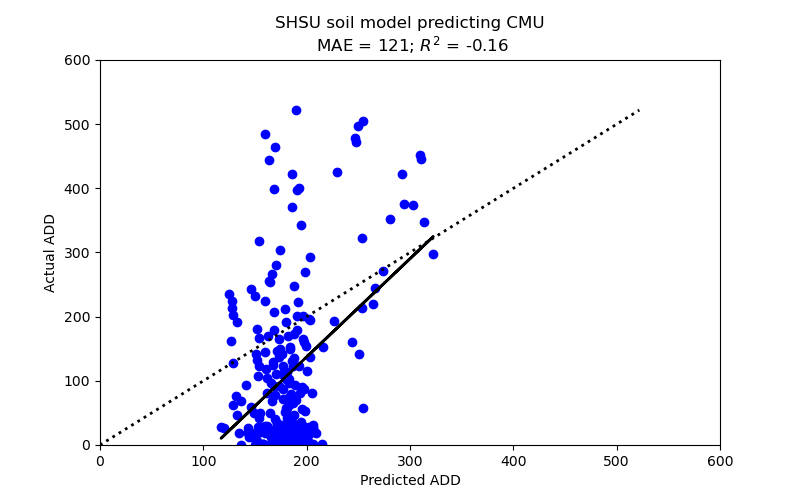 SHSU soil model predicting CMU
MAE = 121; R² = -0.16
600
500
400
300
200
100
0
Actual ADD
0 100 200 300 400 500 600
Predicted ADD